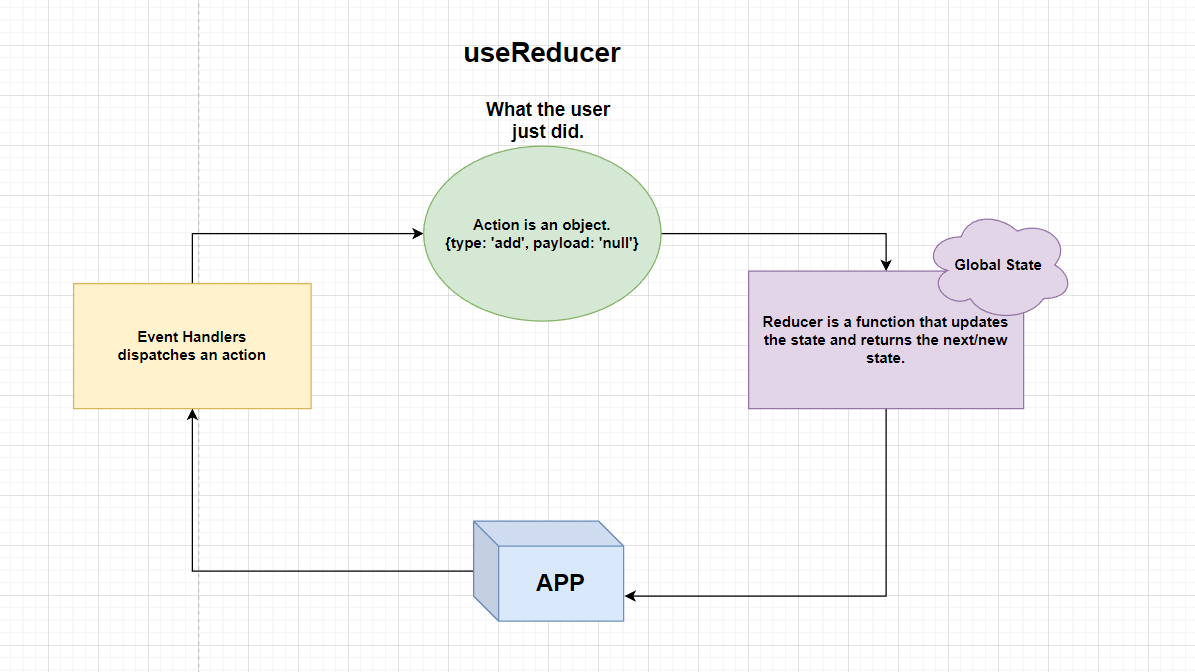 useReducer
What the user
just did.
Action is an object.
{type: 'add', payload: 'null'}
Global State
Event Handlers
dispatches an action
Reducer is a function that updates
the state and returns the next/new
state.
APP